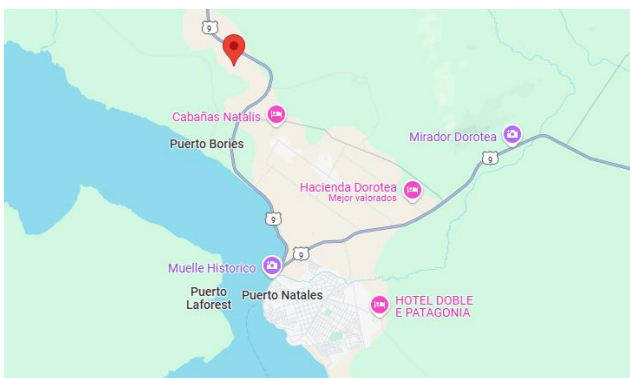 9
Cabañas Natalis
Puerto Bories
Mirador Dorotea
9
Hacienda Dorotea
Mejor valorados
9
9
Muelle Historico
Puerto
Laforest
Puerto Natales
HOTEL DOBLE
E PATAGONIA